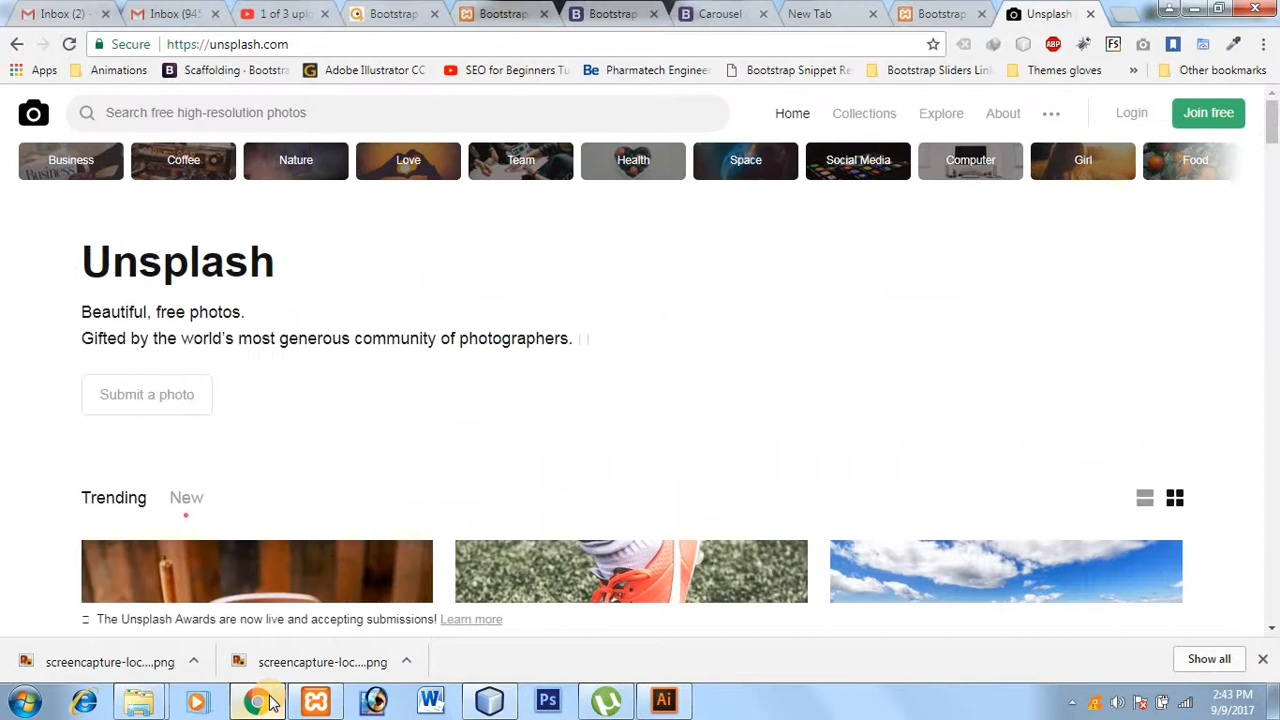 Inbox (2)
Inbox (945
1 of 3 uplo
Bootstrap
Bootstrap
Bootstrap
Carousel
New Tab
Bootstrap
Unsplash
Secure
https://unsplash.com
ABP
FS
Apps
Animations
Scaffolding - Bootstra
Adobe Illustrator CC
SEO for Beginners Tu
Pharmatech Enginee
Bootstrap Snippet Re
Bootstrap Sliders Link
Themes gloves
»
Other bookmarks
Search free high-resolution photos
Home
Collections
Explore
About
Login
Join free
Business
Coffee
Nature
Love
Team
Health
Space
Social Media
Computer
Girl
Food
Unsplash
Beautiful, free photos.
Gifted by the world's most generous community of photographers.
Submit a photo
Trending
New
The Unsplash Awards are now live and accepting submissions! Learn more
screencapture-loc....png
screencapture-loc....png
Show all
2:43 PM
9/9/2017